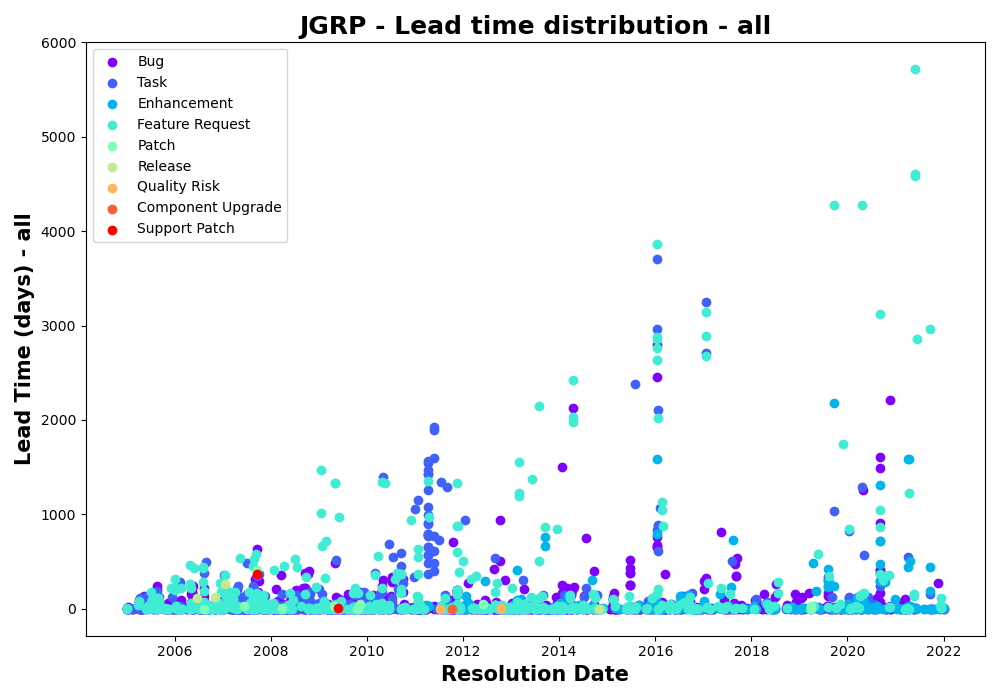 JGRP - Lead time distribution - all
Lead Time (days) - all
6000
5000
4000
3000
2000
1000
0
Bug
Task
Enhancement
Feature Request
Patch
Release
Quality Risk
Component Upgrade
Support Patch
2006 2008 2010 2012 2014 2016 2018 2020 2022
Resolution Date